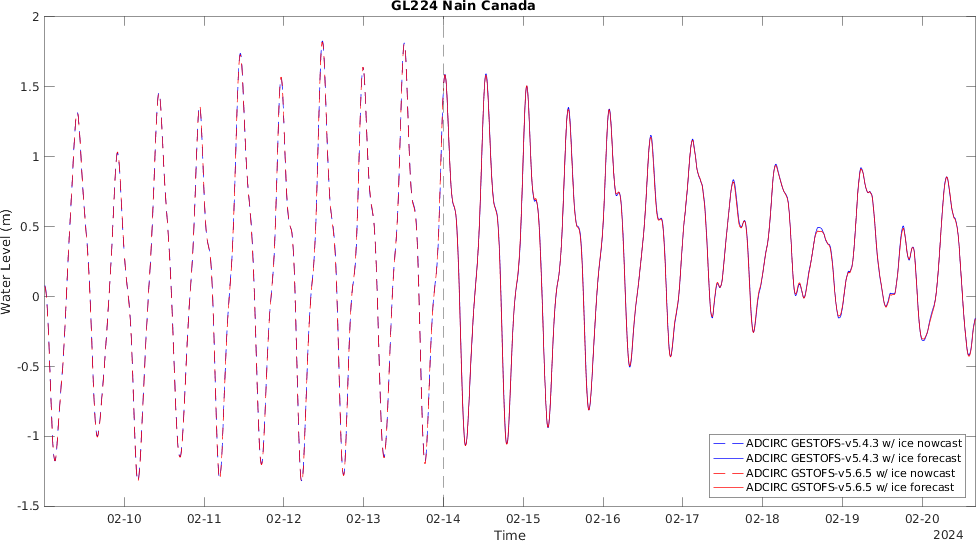 GL224 Nain Canada
2
1.5
1
0.5
0
-0.5
-1
-1.5
Water Level (m)
02-10 02-11 02-12 02-13 02-14 02-15 02-16 02-17 02-18 02-19 02-20
Time
2024
ADCIRC GESTOFS-v5.4.3 w/ ice nowcast
ADCIRC GESTOFS-v5.4.3 w/ ice forecast
ADCIRC GSTOFS-v5.6.5 w/ ice nowcast
ADCIRC GSTOFS-v5.6.5 w/ ice forecast